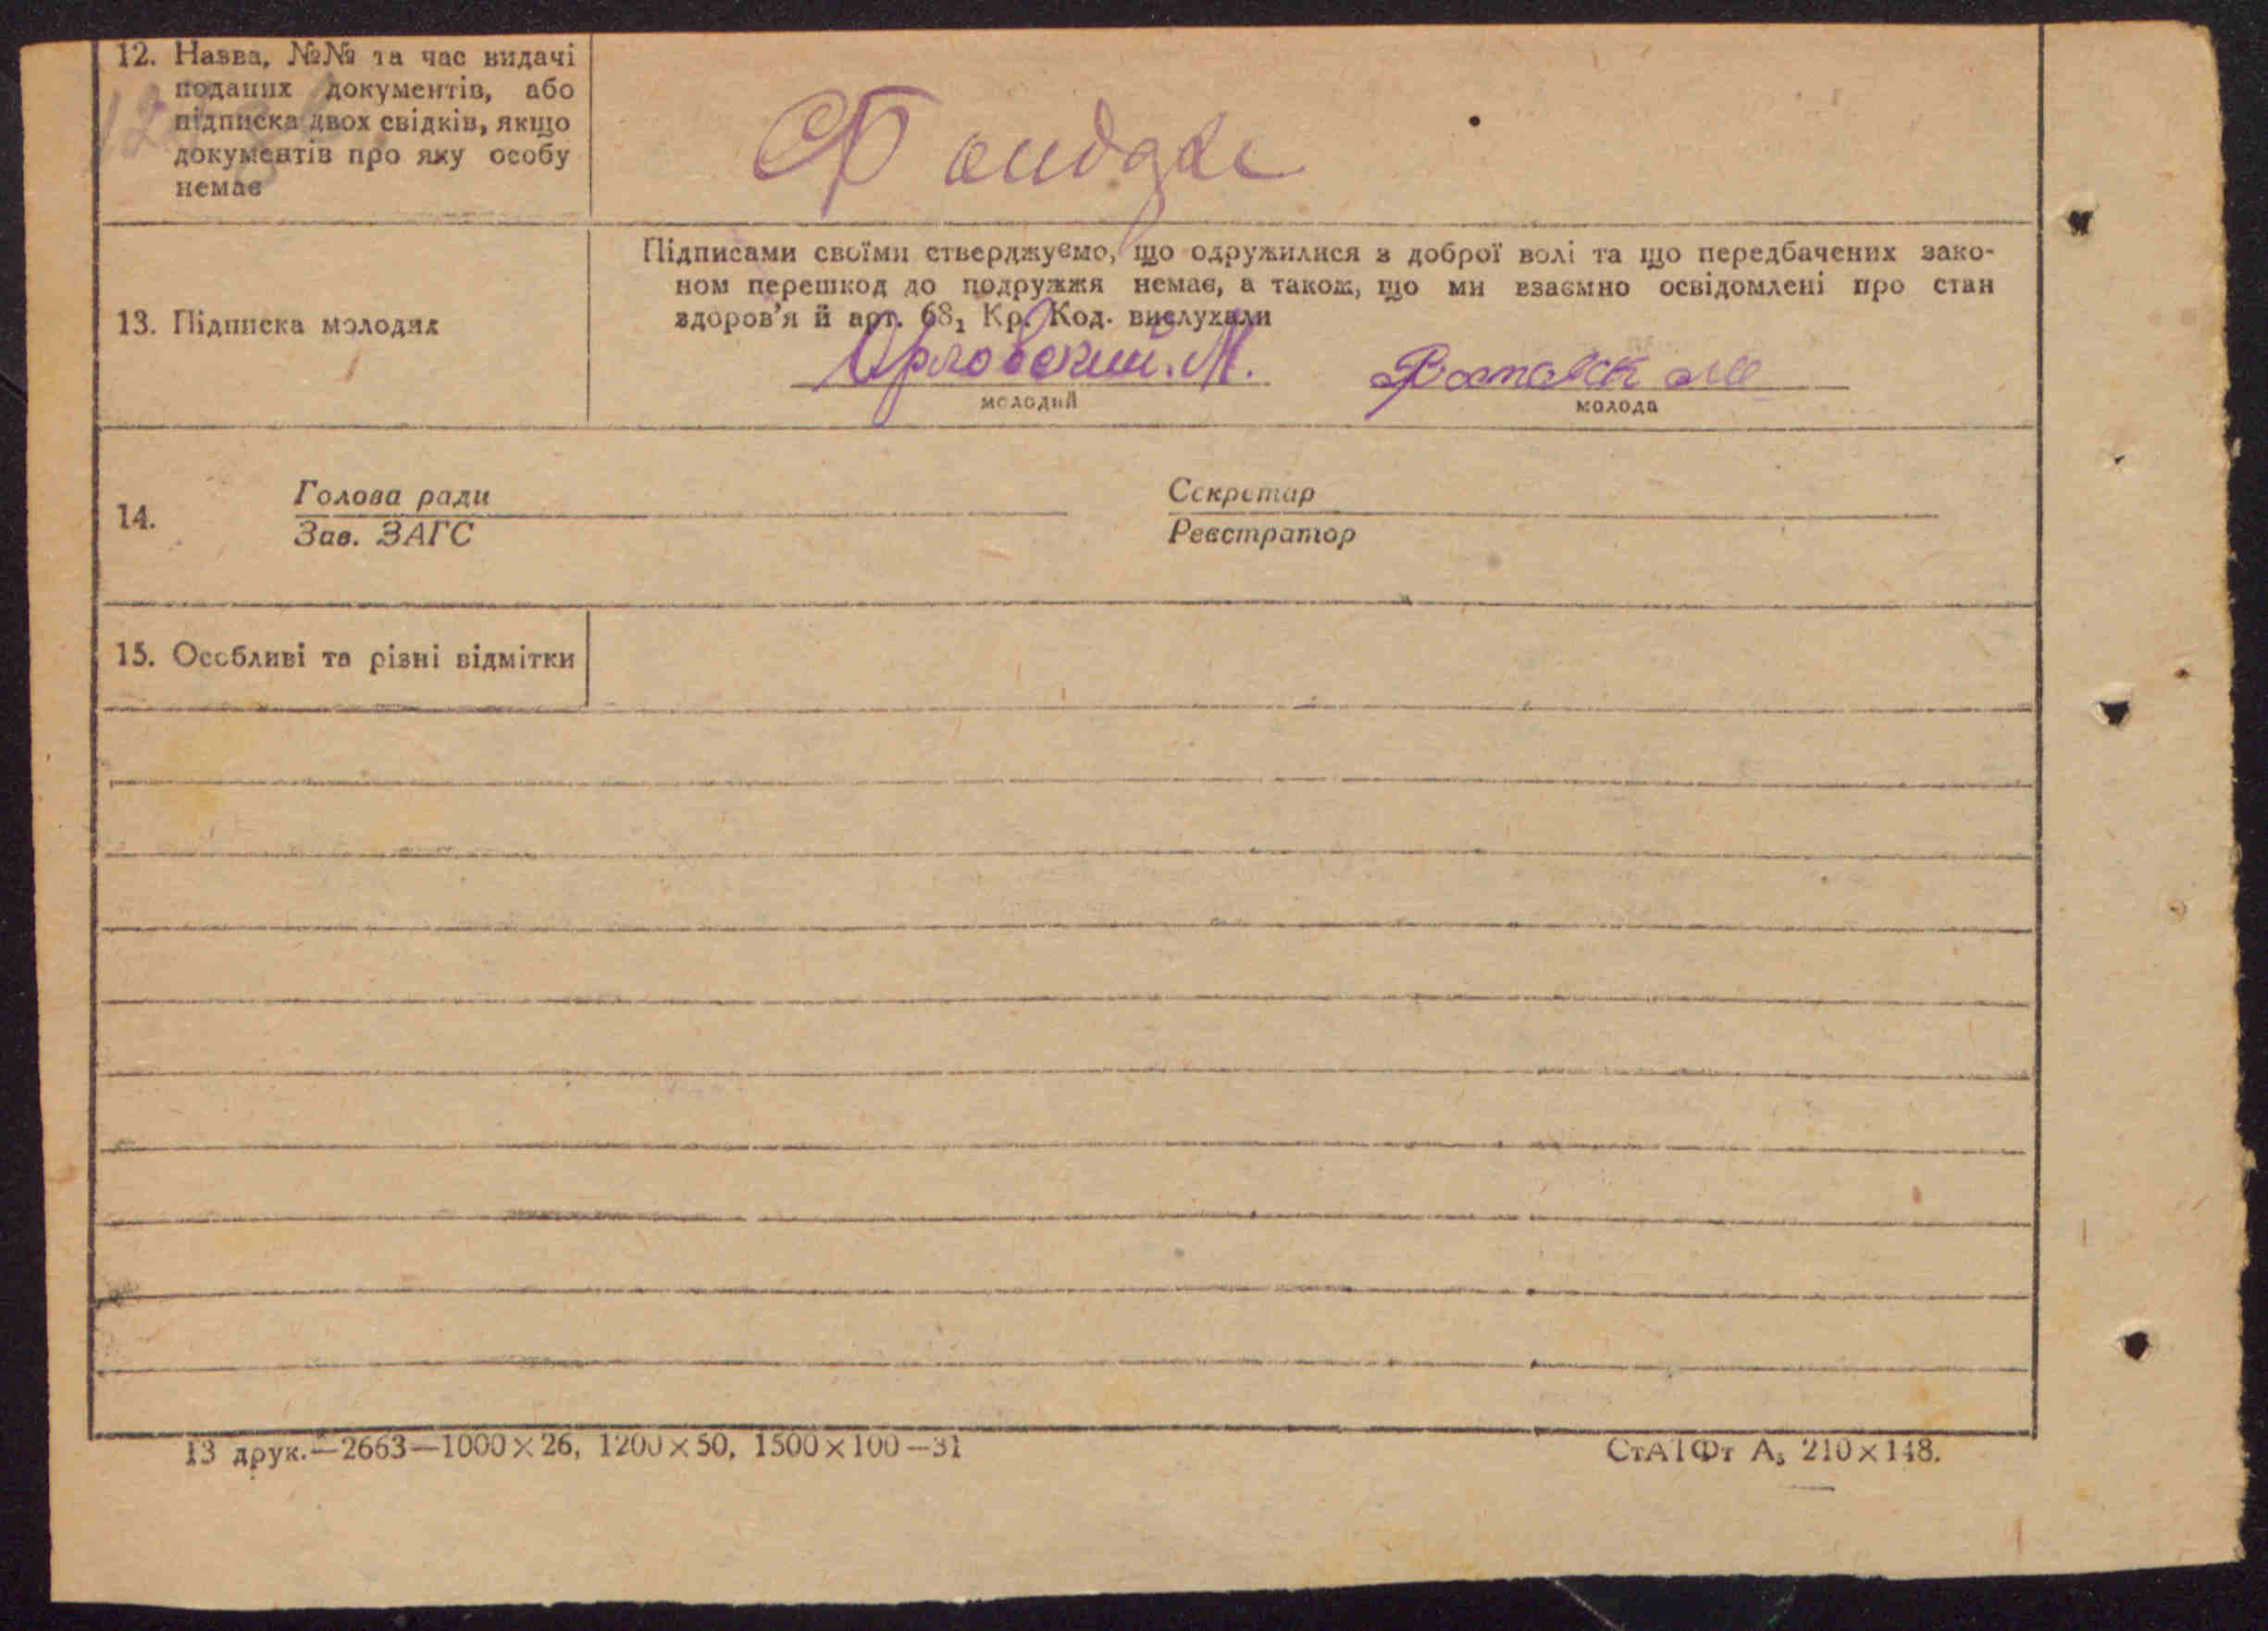 12. Назва, №№ та час видачі
поданих документів, або
підписка двох свідків, якщо
документів про яку особу
немає
13. Підписка молодих
Підписами своїми стверджуємо, що одружилися з доброї волі та що передбачених зако-
ном перешкод до подружжя немає, а також, що ми взаємно освідомлені про стан
здоров'я й арт. 68₁ Кр. Код. вислухали
Орловский. М.
молодий
молода
14.
Голова ради
Зав. ЗАГС
Секретар
Реєстратор
15. Особливі та різні відмітки
13 друк.—2663—1000×26, 1200×50, 1500×100—31
СтАТФт А₅ 210×148.